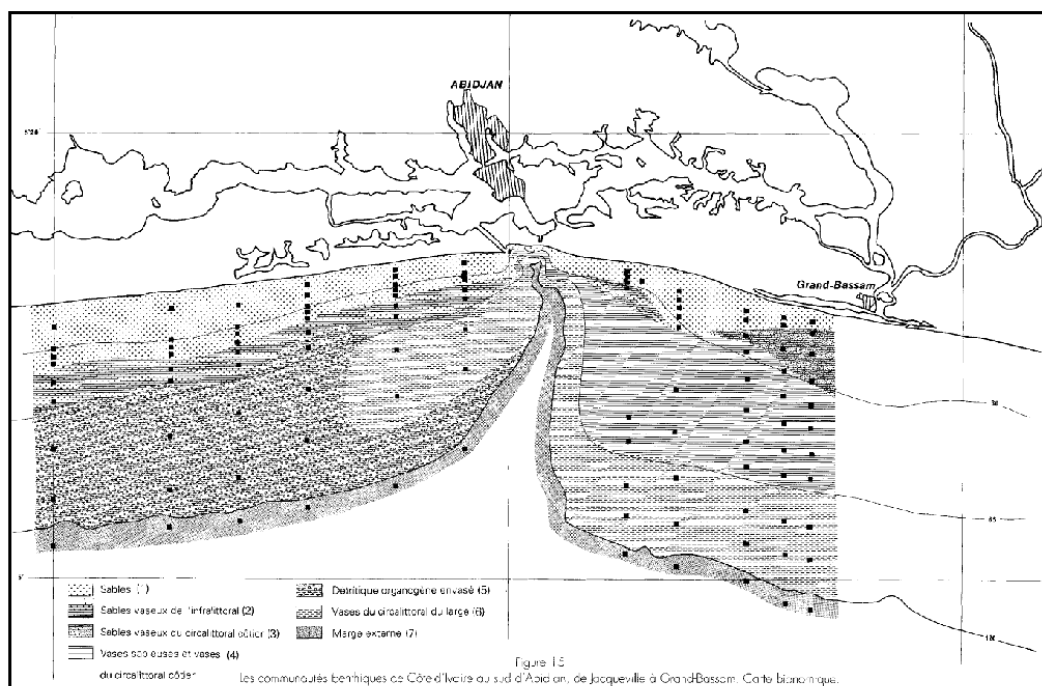 ABIDJAN
Grand-Bassam
Sables (1)
Sables vaseux de l'infralittoral (2)
Sables vaseux du circalittoral côtier (3)
Vases sableuses et vases (4)
du circalittoral côtier
Détritique organogène envasé (5)
Vases du circalittoral du large (6)
Marge externe (7)
Figure 15
Les communautés benthiques de Côte d'Ivoire au sud d'Abidjan, de Jacqueville à Grand-Bassam. Carte bionomique.